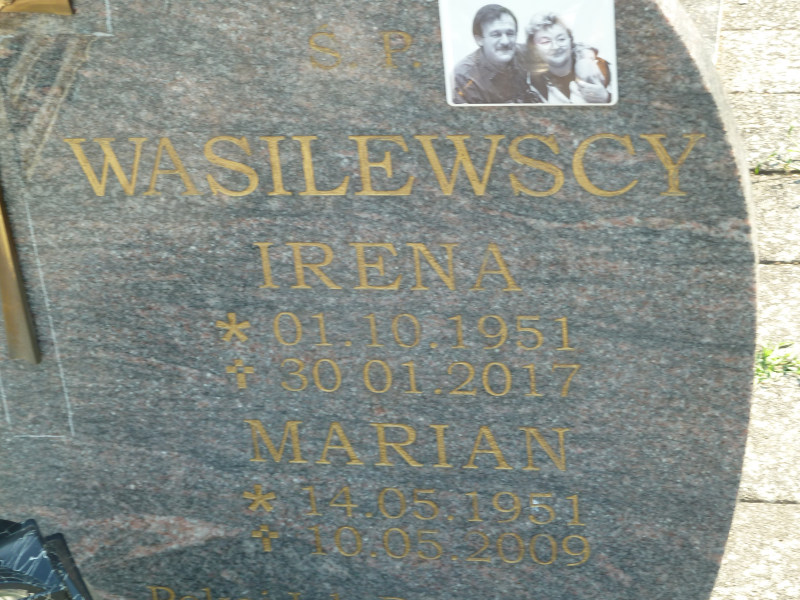 S. P.
WASILEWSCY
IRENA
* 01.10.1951
✝ 30 01.2017
MARIAN
* 14.05.1951
✝ 10.05.2009